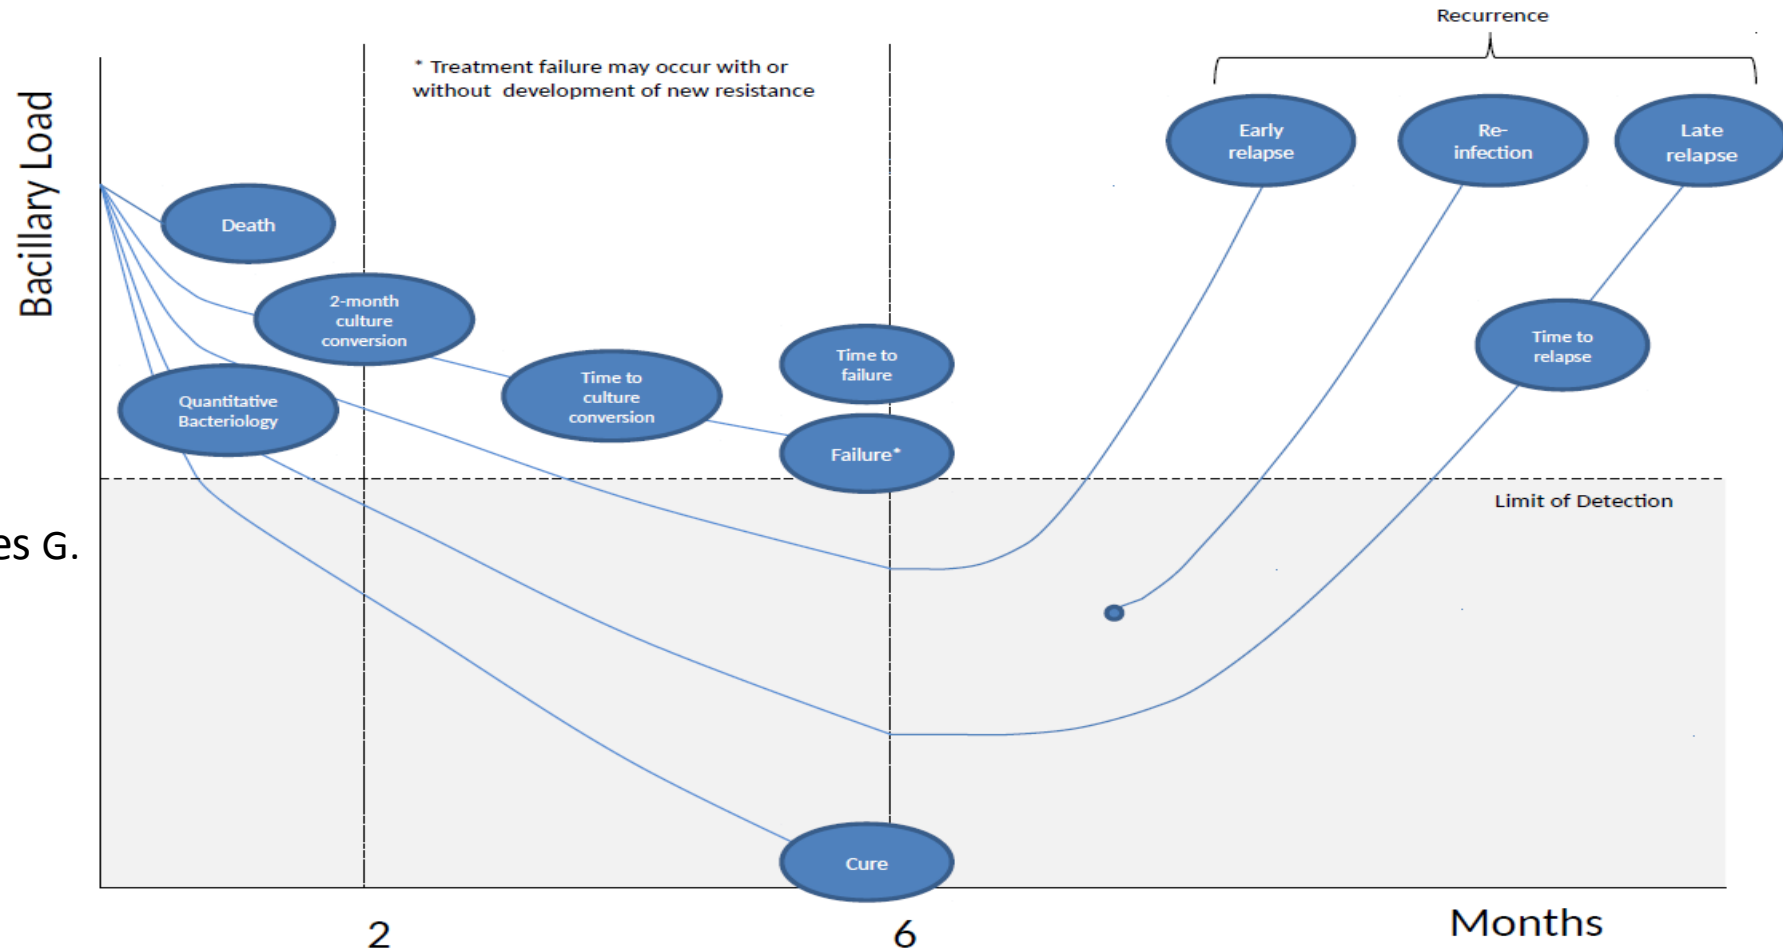 Recurrence
* Treatment failure may occur with or
without development of new resistance
Bacillary Load
Early
relapse
Re-
infection
Late
relapse
Death
2-month
culture
conversion
Time to
culture
conversion
Time to
failure
Time to
relapse
Quantitative
Bacteriology
Failure*
Limit of Detection
es G.
Cure
2
6
Months